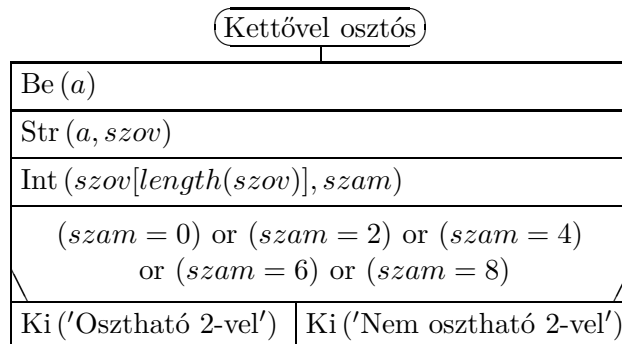 Kettővel osztós
Be (a)
Str (a, szov)
Int (szov[length(szov)], szam)
(szam = 0) or (szam = 2) or (szam = 4)
or (szam = 6) or (szam = 8)
Ki ('Osztható 2-vel')
Ki ('Nem osztható 2-vel')